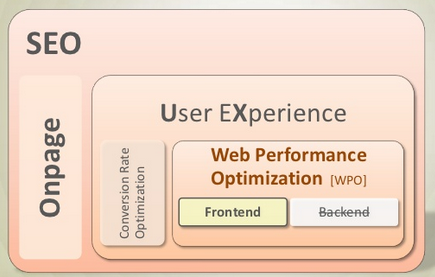 SEO
Onpage
User EXperience
Conversion Rate
Optimization
Web Performance
Optimization [WPO]
Frontend
Backend